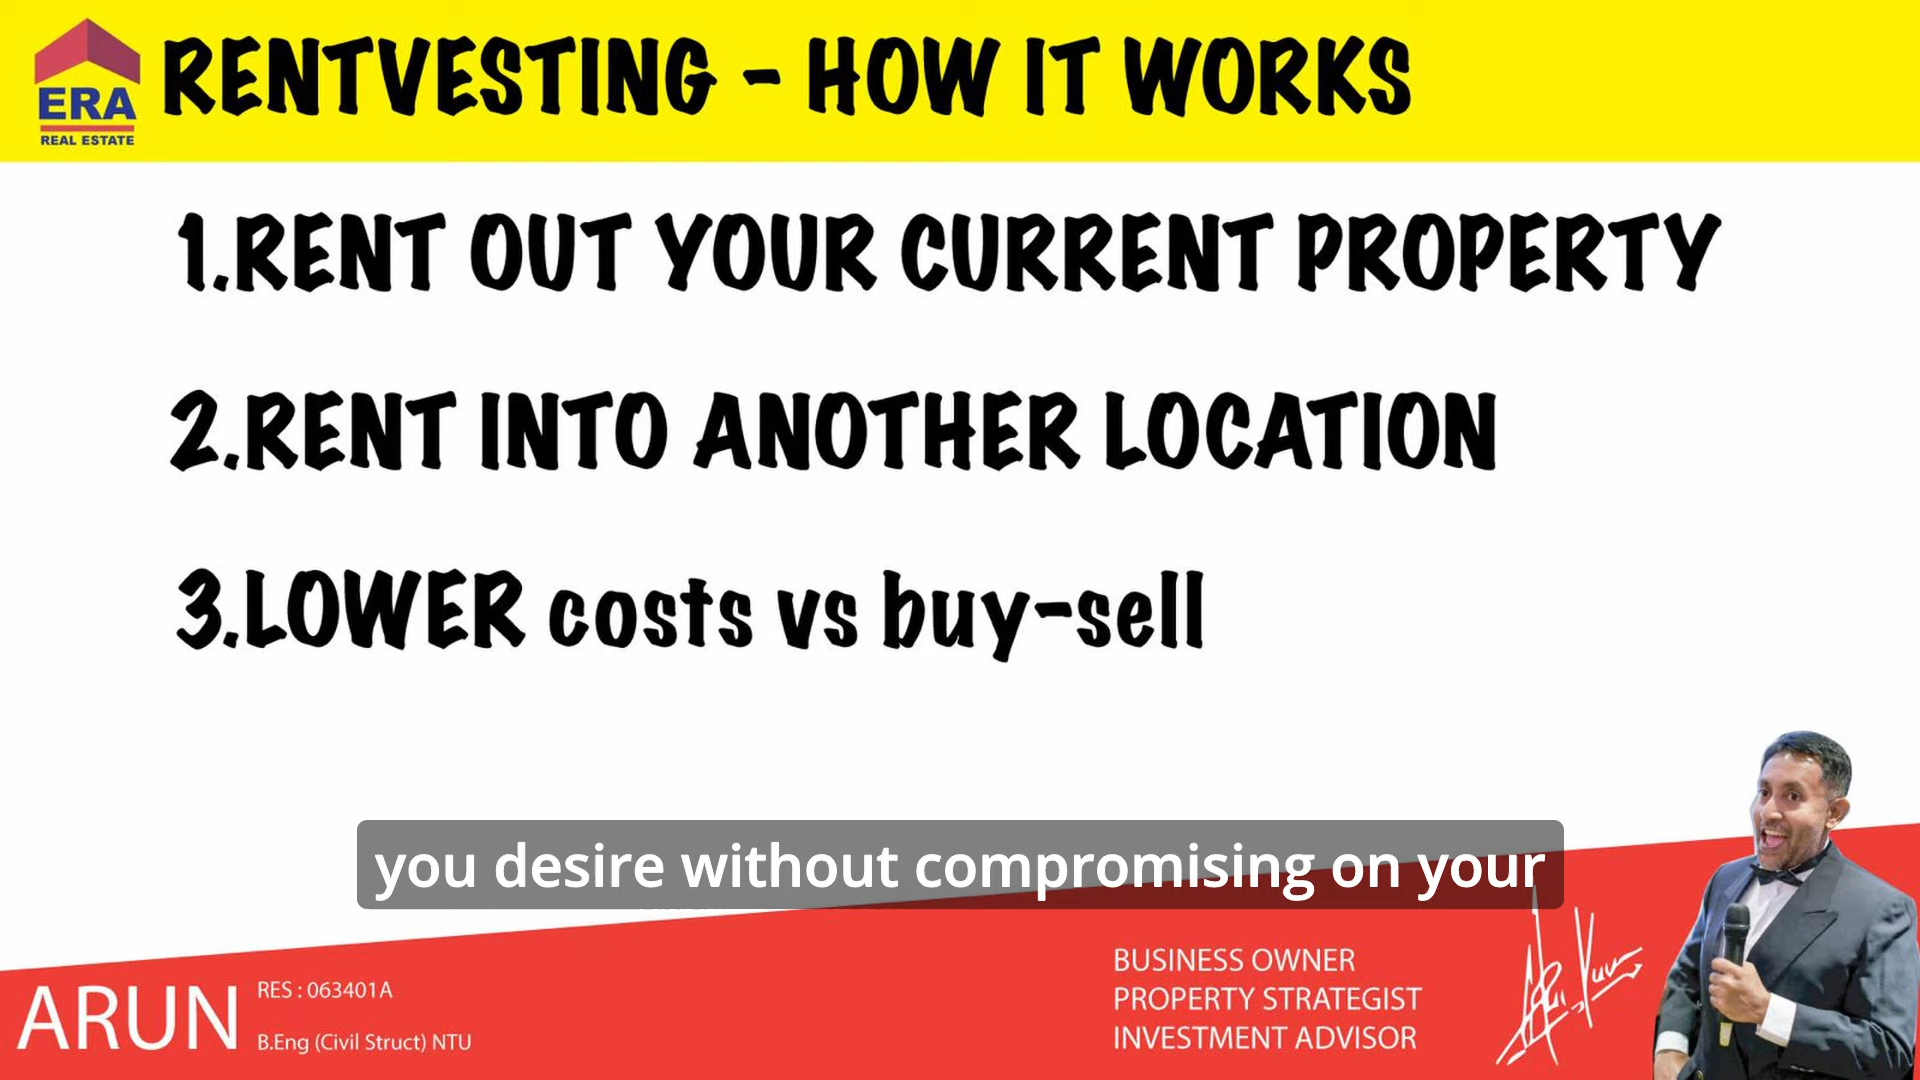 ERA
REAL ESTATE
RENTVESTING - HOW IT WORKS
1.RENT OUT YOUR CURRENT PROPERTY
2.RENT INTO ANOTHER LOCATION
3.LOWER costs vs buy-sell
you desire without compromising on your
ARUN
RES : 063401A
B.Eng (Civil Struct) NTU
BUSINESS OWNER
PROPERTY STRATEGIST
INVESTMENT ADVISOR